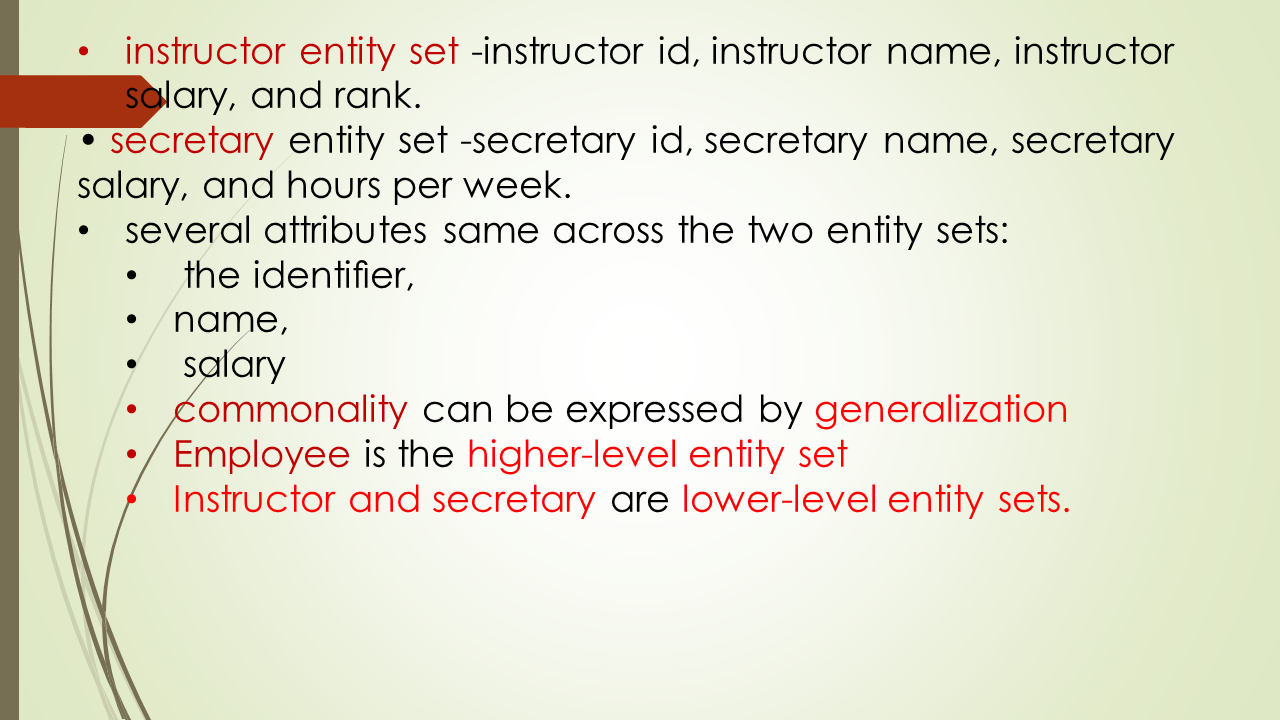 • instructor entity set -instructor id, instructor name, instructor
salary, and rank.
• secretary entity set -secretary id, secretary name, secretary
salary, and hours per week.
• several attributes same across the two entity sets:
• the identifier,
• name,
• salary
• commonality can be expressed by generalization
• Employee is the higher-level entity set
• Instructor and secretary are lower-level entity sets.